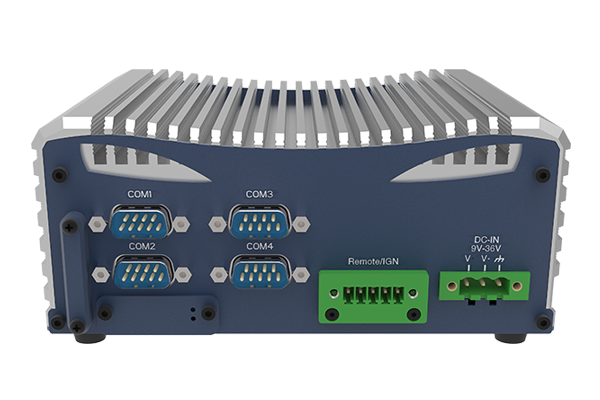 COM1
COM3
COM2
COM4
Remote/IGN
DC-IN
9V-36V
V V-